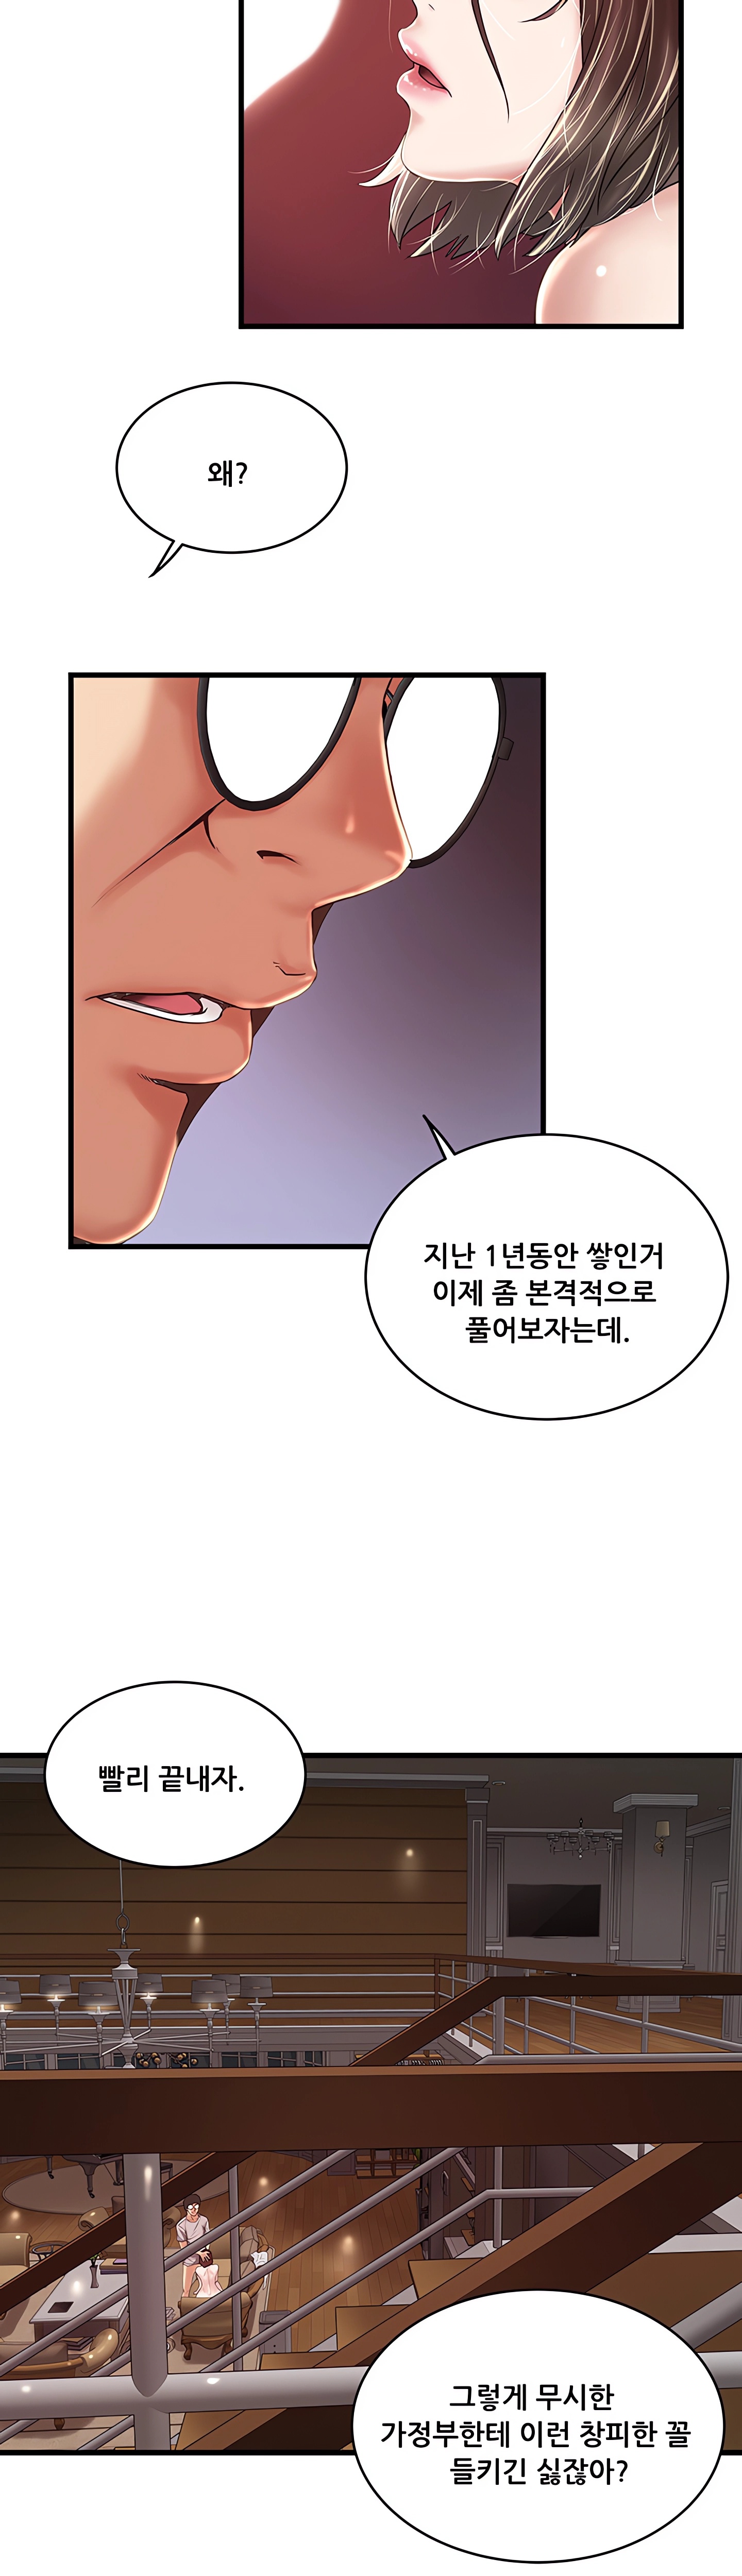 왜?
지난 1년동안 쌓인거
이제 좀 본격적으로
풀어보자는데.
빨리 끝내자.
그렇게 무시한
가정부한테 이런 창피한 꼴
들키긴 싫잖아?